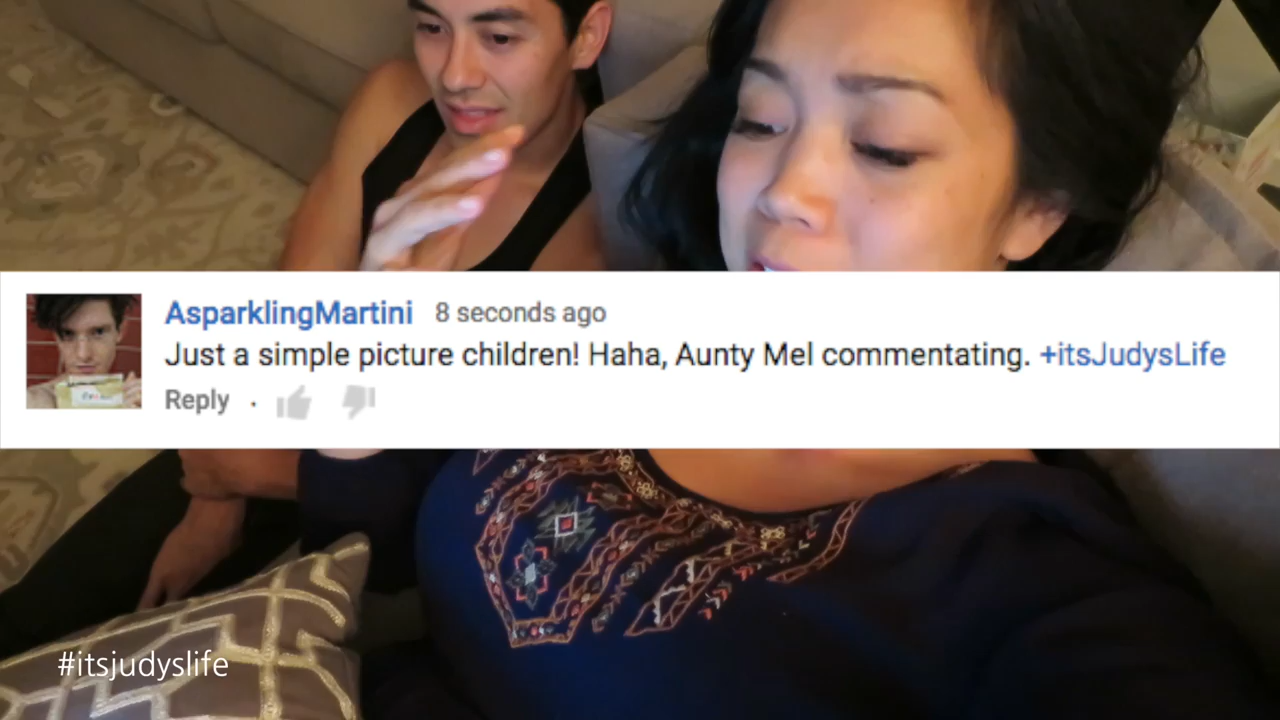 AsparklingMartini 8 seconds ago
Just a simple picture children! Haha, Aunty Mel commentating. +itsJudysLife
Reply ·
#itsjudyslife